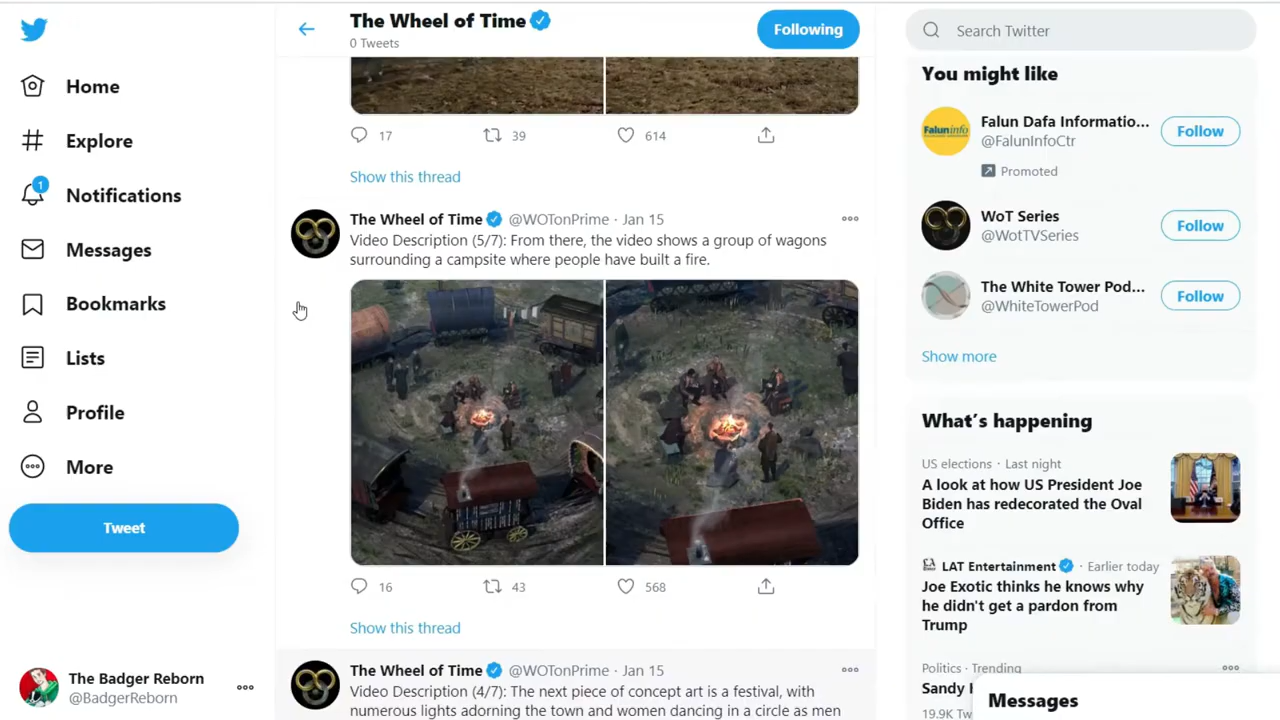 The Wheel of Time
0 Tweets
Following
Search Twitter
Home
Explore
1
Notifications
Messages
Bookmarks
Lists
Profile
More
Tweet
The Badger Reborn
@BadgerReborn
17
39
614
Show this thread
The Wheel of Time @WOTonPrime · Jan 15
Video Description (5/7): From there, the video shows a group of wagons
surrounding a campsite where people have built a fire.
16
43
568
Show this thread
The Wheel of Time @WOTonPrime · Jan 15
Video Description (4/7): The next piece of concept art is a festival, with
numerous lights adorning the town and women dancing in a circle as men
You might like
Faluninfo
Falun Dafa Informatio...
@FalunInfoCtr
Follow
Promoted
WoT Series
@WotTVSeries
Follow
The White Tower Pod...
@WhiteTowerPod
Follow
Show more
What's happening
US elections · Last night
A look at how US President Joe
Biden has redecorated the Oval
Office
LAT Entertainment · Earlier today
Joe Exotic thinks he knows why
he didn't get a pardon from
Trump
Politics · Trending
Sandy
19.9K Tw
Messages